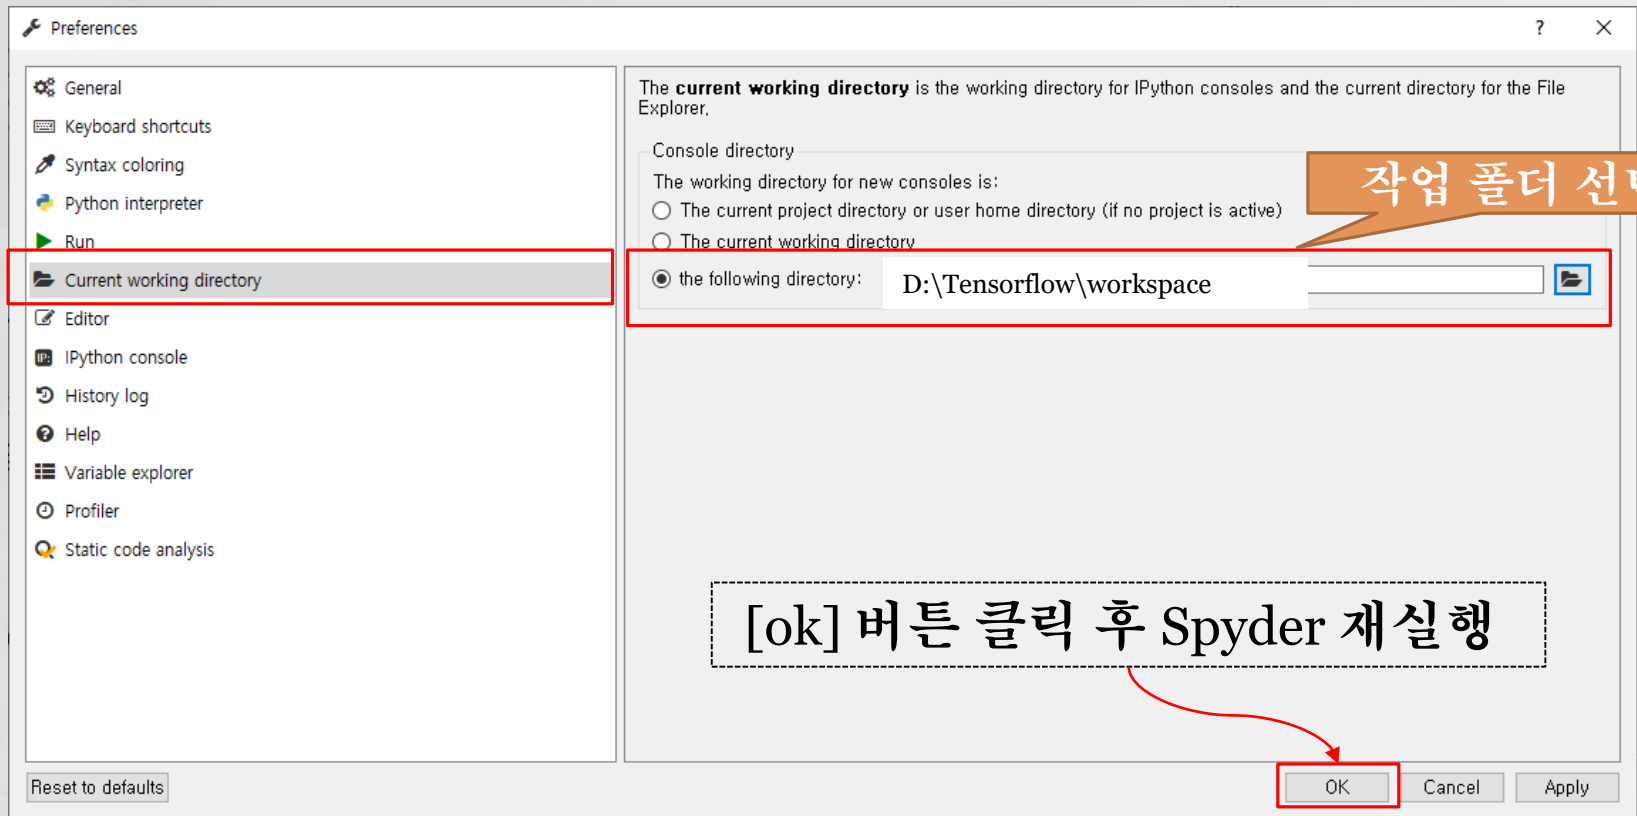 Preferences
General
Keyboard shortcuts
Syntax coloring
Python interpreter
Run
Current working directory
Editor
IPython console
History log
Help
Variable explorer
Profiler
Static code analysis
The current working directory is the working directory for IPython consoles and the current directory for the File
Explorer.
Console directory
The working directory for new consoles is:
The current project directory or user home directory (if no project is active)
The current working directory
the following directory:
D:\Tensorflow\workspace
작업 폴더
[ok] 버튼 클릭 후 Spyder 재실행
Reset to defaults
OK
Cancel
Apply